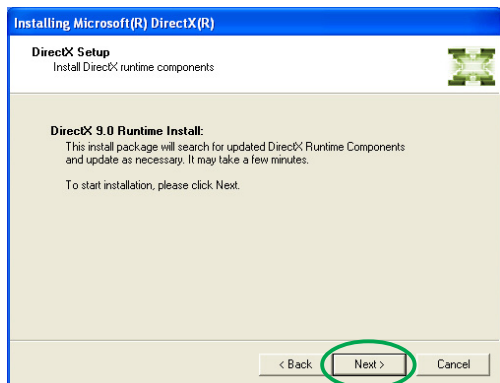 Installing Microsoft(R) DirectX(R)
DirectX Setup
Install DirectX runtime components
DirectX 9.0 Runtime Install:
This install package will search for updated DirectX Runtime Components
and update as necessary. It may take a few minutes.
To start installation, please click Next.
< Back Next > Cancel